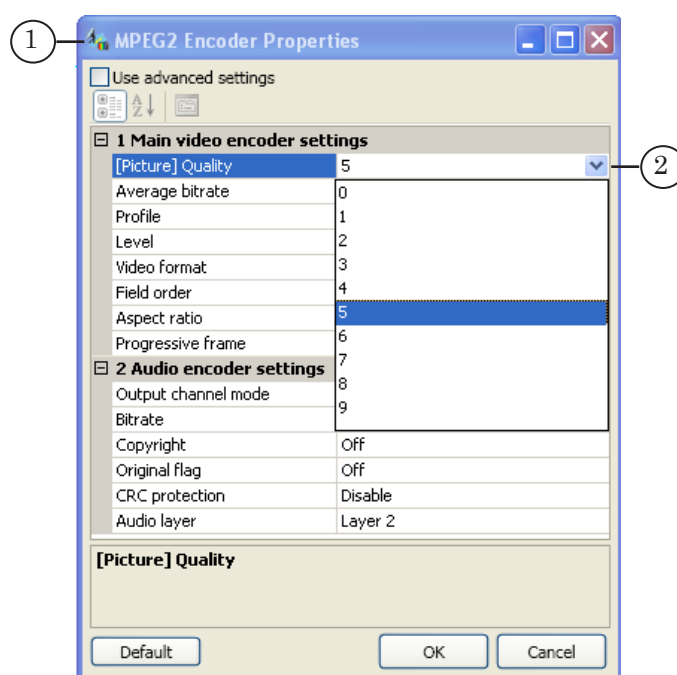 1
MPEG2 Encoder Properties
Use advanced settings
1 Main video encoder settings
[Picture] Quality 5
2
Average bitrate 0
Profile 1
Level 2
Video format 3
Field order 4
Aspect ratio 5
Progressive frame 6
2 Audio encoder settings 7
Output channel mode 8
Bitrate 9
Copyright Off
Original flag Off
CRC protection Disable
Audio layer Layer 2
[Picture] Quality
Default OK Cancel